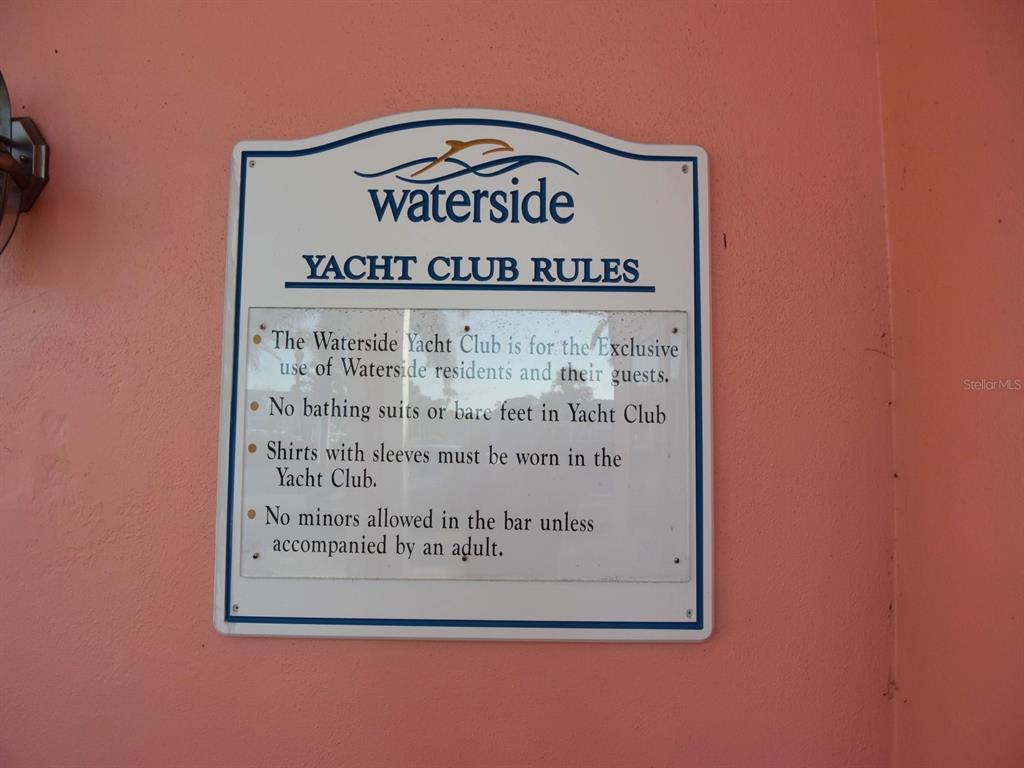 waterside
YACHT CLUB RULES
• The Waterside Yacht Club is for the Exclusive
use of Waterside residents and their guests.
• No bathing suits or bare feet in Yacht Club
• Shirts with sleeves must be worn in the
Yacht Club.
• No minors allowed in the bar unless
accompanied by an adult.
StellarMLS